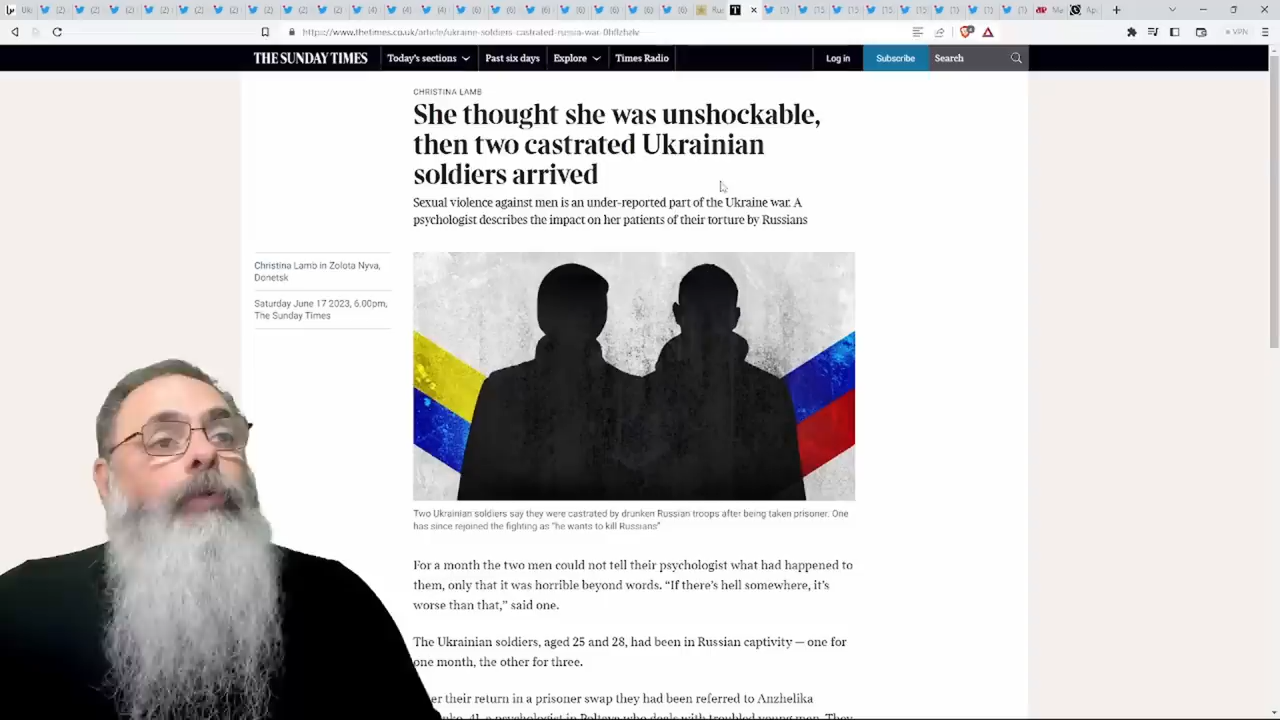 https://www.thetimes.co.uk/article/ukraine-soldiers-castrated-russia-war-
VPN
THE SUNDAY TIMES
Today's sections
Past six days
Explore
Times Radio
Log in
Subscribe
Search
CHRISTINA LAMB
She thought she was unshockable,
then two castrated Ukrainian
soldiers arrived
Sexual violence against men is an under-reported part of the Ukraine war. A
psychologist describes the impact on her patients of their torture by Russians
Christina Lamb in Zolota Nyva,
Donetsk
Saturday June 17 2023, 6.00pm,
The Sunday Times
Two Ukrainian soldiers say they were castrated by drunken Russian troops after being taken prisoner. One
has since rejoined the fighting as "he wants to kill Russians"
For a month the two men could not tell their psychologist what had happened to
them, only that it was horrible beyond words. “If there’s hell somewhere, it’s
worse than that,” said one.
The Ukrainian soldiers, aged 25 and 28, had been in Russian captivity — one for
one month, the other for three.
their return in a prisoner swap they had been referred to Anzhelika
41, a psychologist in Poltava who deals with troubled young men. They